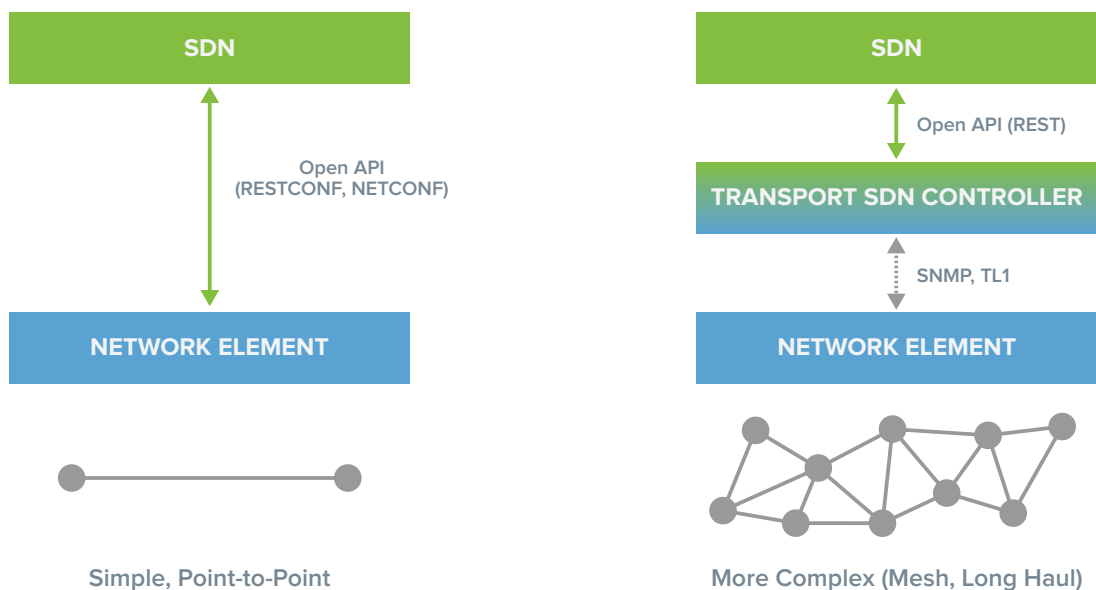 SDN
Open API
(RESTCONF, NETCONF)
NETWORK ELEMENT
Simple, Point-to-Point
SDN
Open API (REST)
TRANSPORT SDN CONTROLLER
SNMP, TL1
NETWORK ELEMENT
More Complex (Mesh, Long Haul)